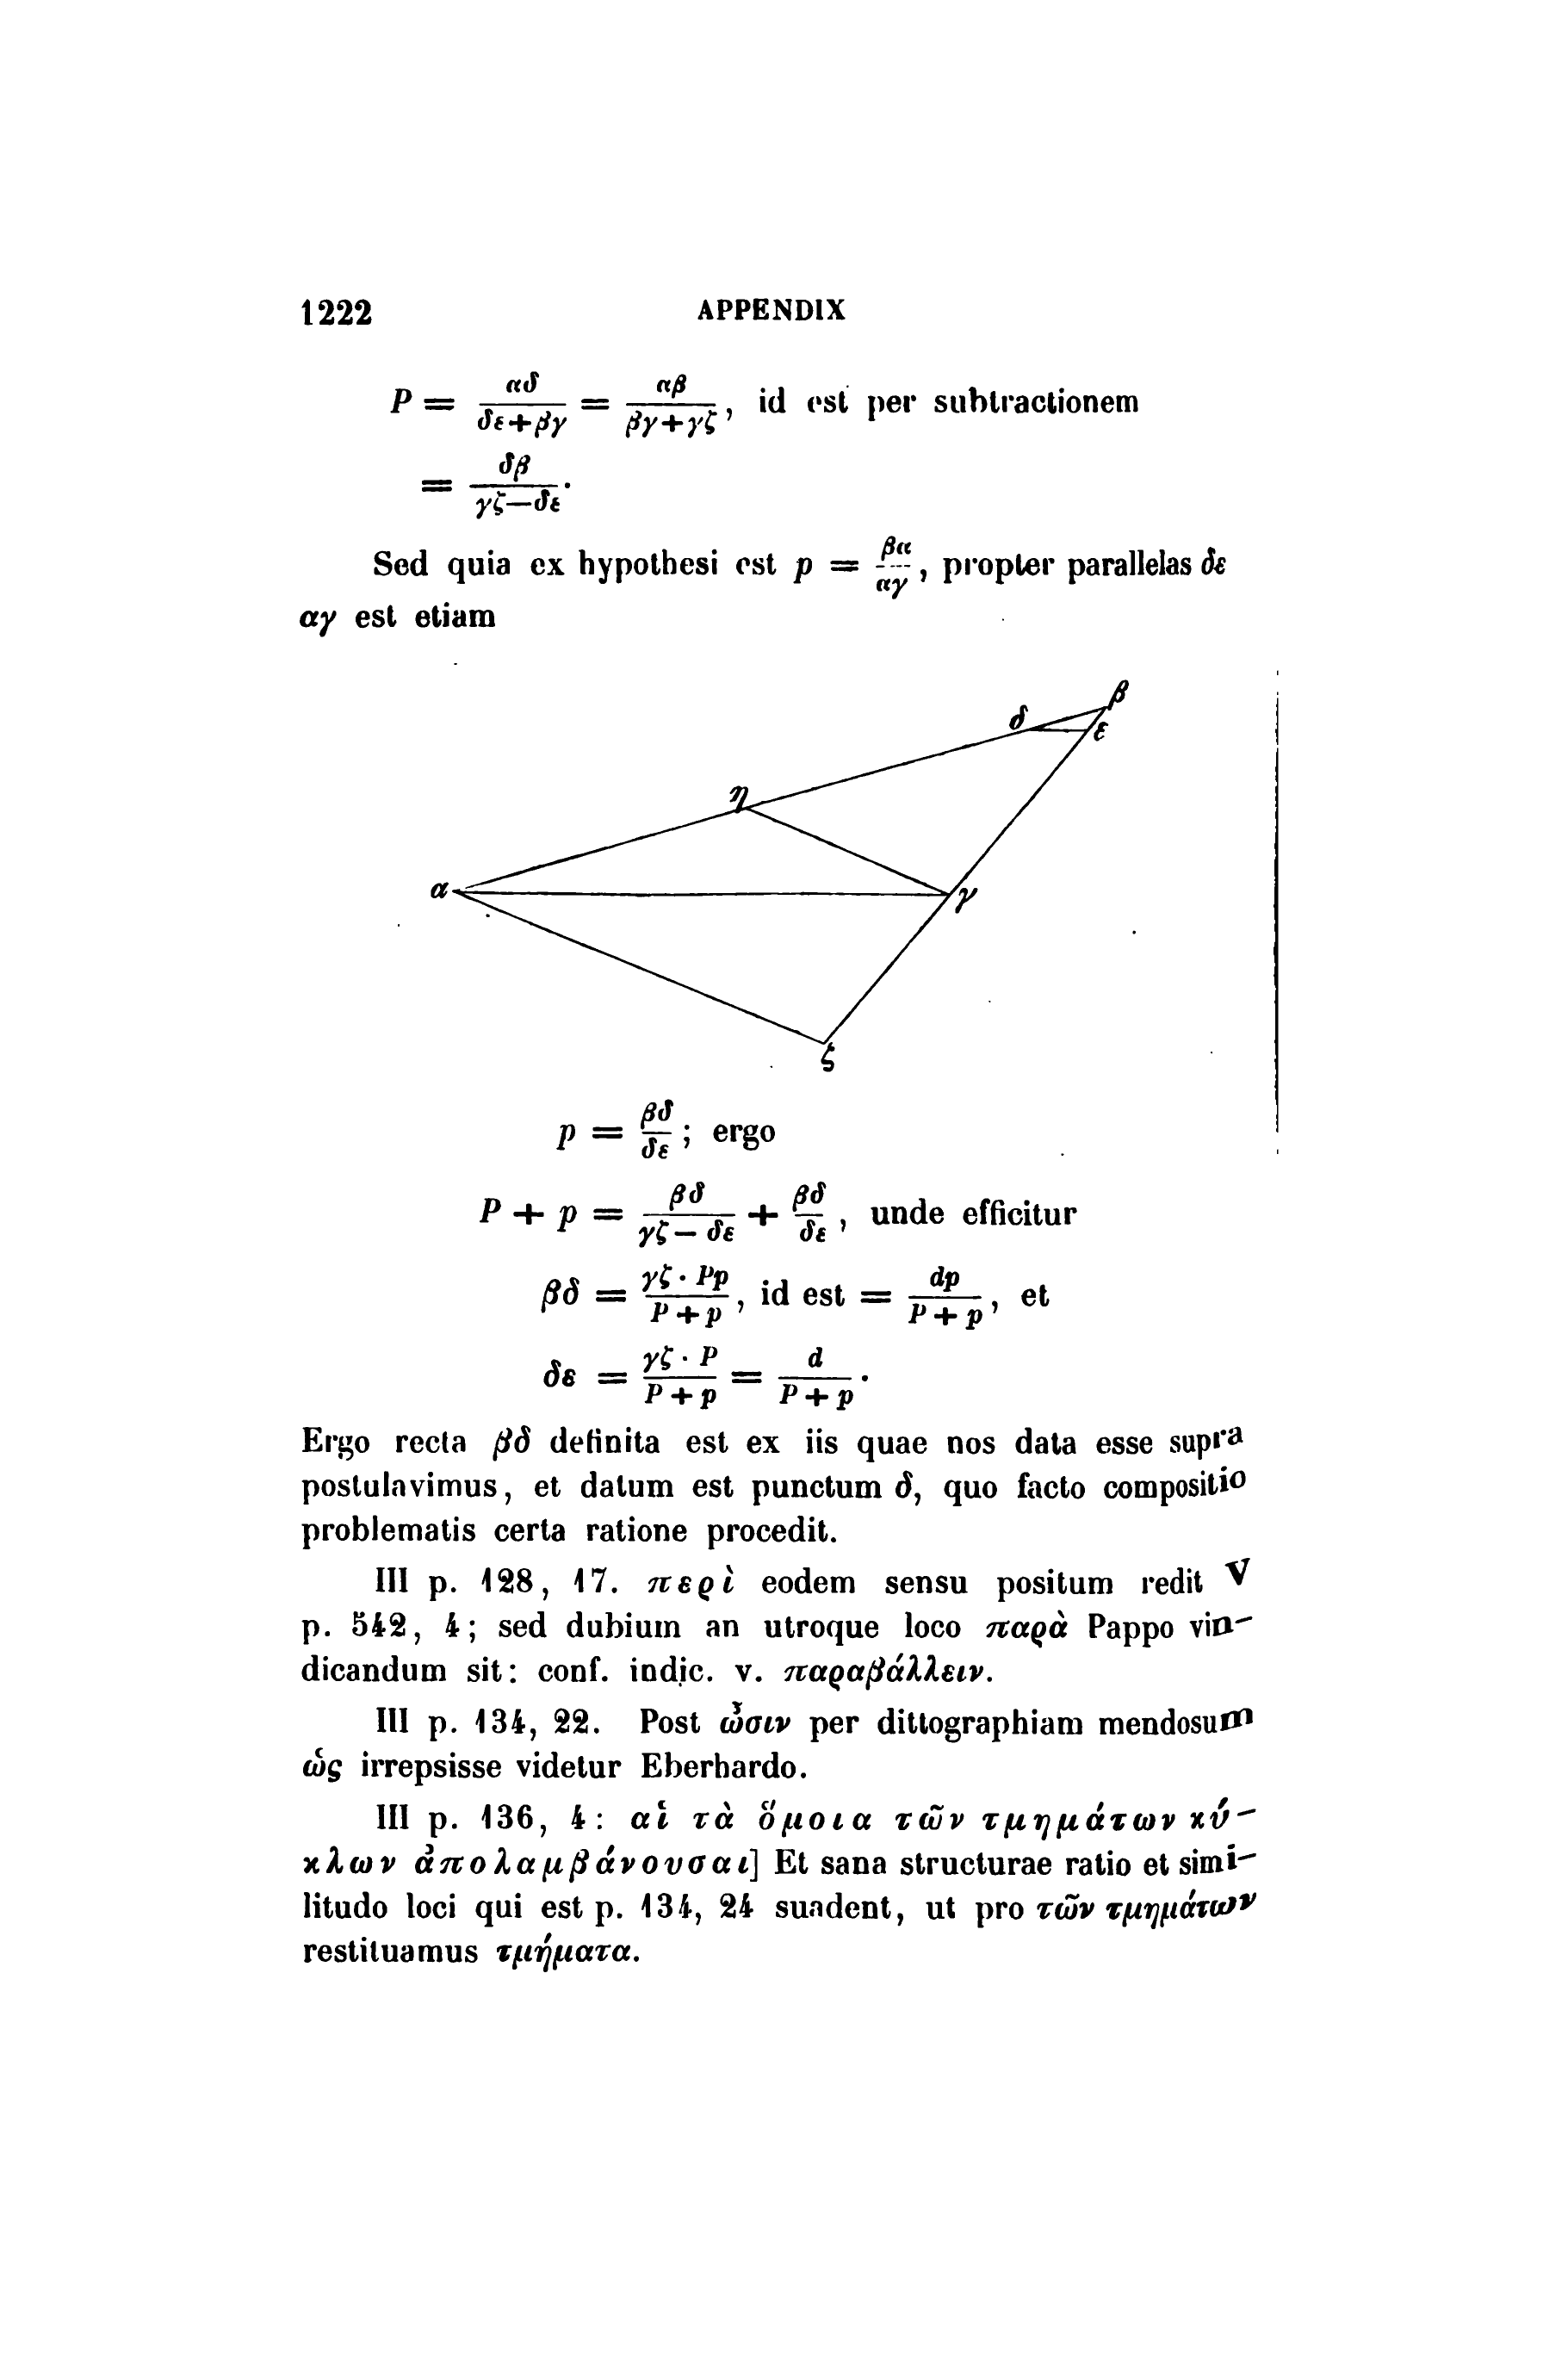 1222 APPENDIX
P = αδ/(δε+βγ) = αβ/(βγ+γζ), id est per subtractionem
= δβ/(γζ—δε).
Sed quia ex hypothesi est p = βα/αγ, propter parallelas δε
αγ est etiam
β
δ
ε
η
α
γ
ζ
p = βδ/δε; ergo
P + p = βδ/(γζ — δε) + βδ/δε, unde efficitur
βδ = γζ · Pp/(P + p), id est = dp/(P + p), et
δε = γζ · P/(P + p) = d/(P + p).
Ergo recta βδ definita est ex iis quae nos data esse supra
postulavimus, et datum est punctum δ, quo facto compositio
problematis certa ratione procedit.
III p. 128, 17. περὶ eodem sensu positum redit V
p. 542, 4; sed dubium an utroque loco παρὰ Pappo vin-
dicandum sit: conf. indic. v. παραβάλλειν.
III p. 134, 22. Post ὦσιν per dittographiam mendosum
ὡς irrepsisse videtur Eberhardo.
III p. 136, 4: αἱ τὰ ὅμοια τῶν τμημάτων κύ-
κλων ἀπολαμβάνουσαι] Et sana structurae ratio et simi-
litudo loci qui est p. 134, 24 suadent, ut pro τῶν τμημάτων
restituamus τμήματα.